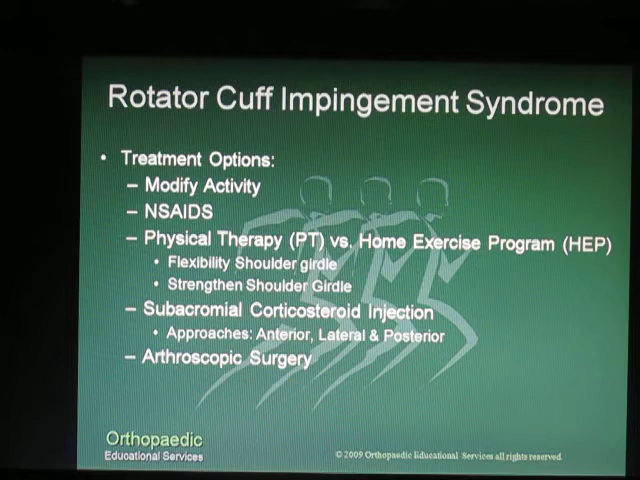 Rotator Cuff Impingement Syndrome
• Treatment Options:
– Modify Activity
– NSAIDS
– Physical Therapy (PT) vs. Home Exercise Program (HEP)
• Flexibility Shoulder girdle
• Strengthen Shoulder Girdle
– Subacromial Corticosteroid Injection
• Approaches: Anterior, Lateral & Posterior
– Arthroscopic Surgery
Orthopaedic
Educational Services
© 2009 Orthopaedic Educational Services all rights reserved.